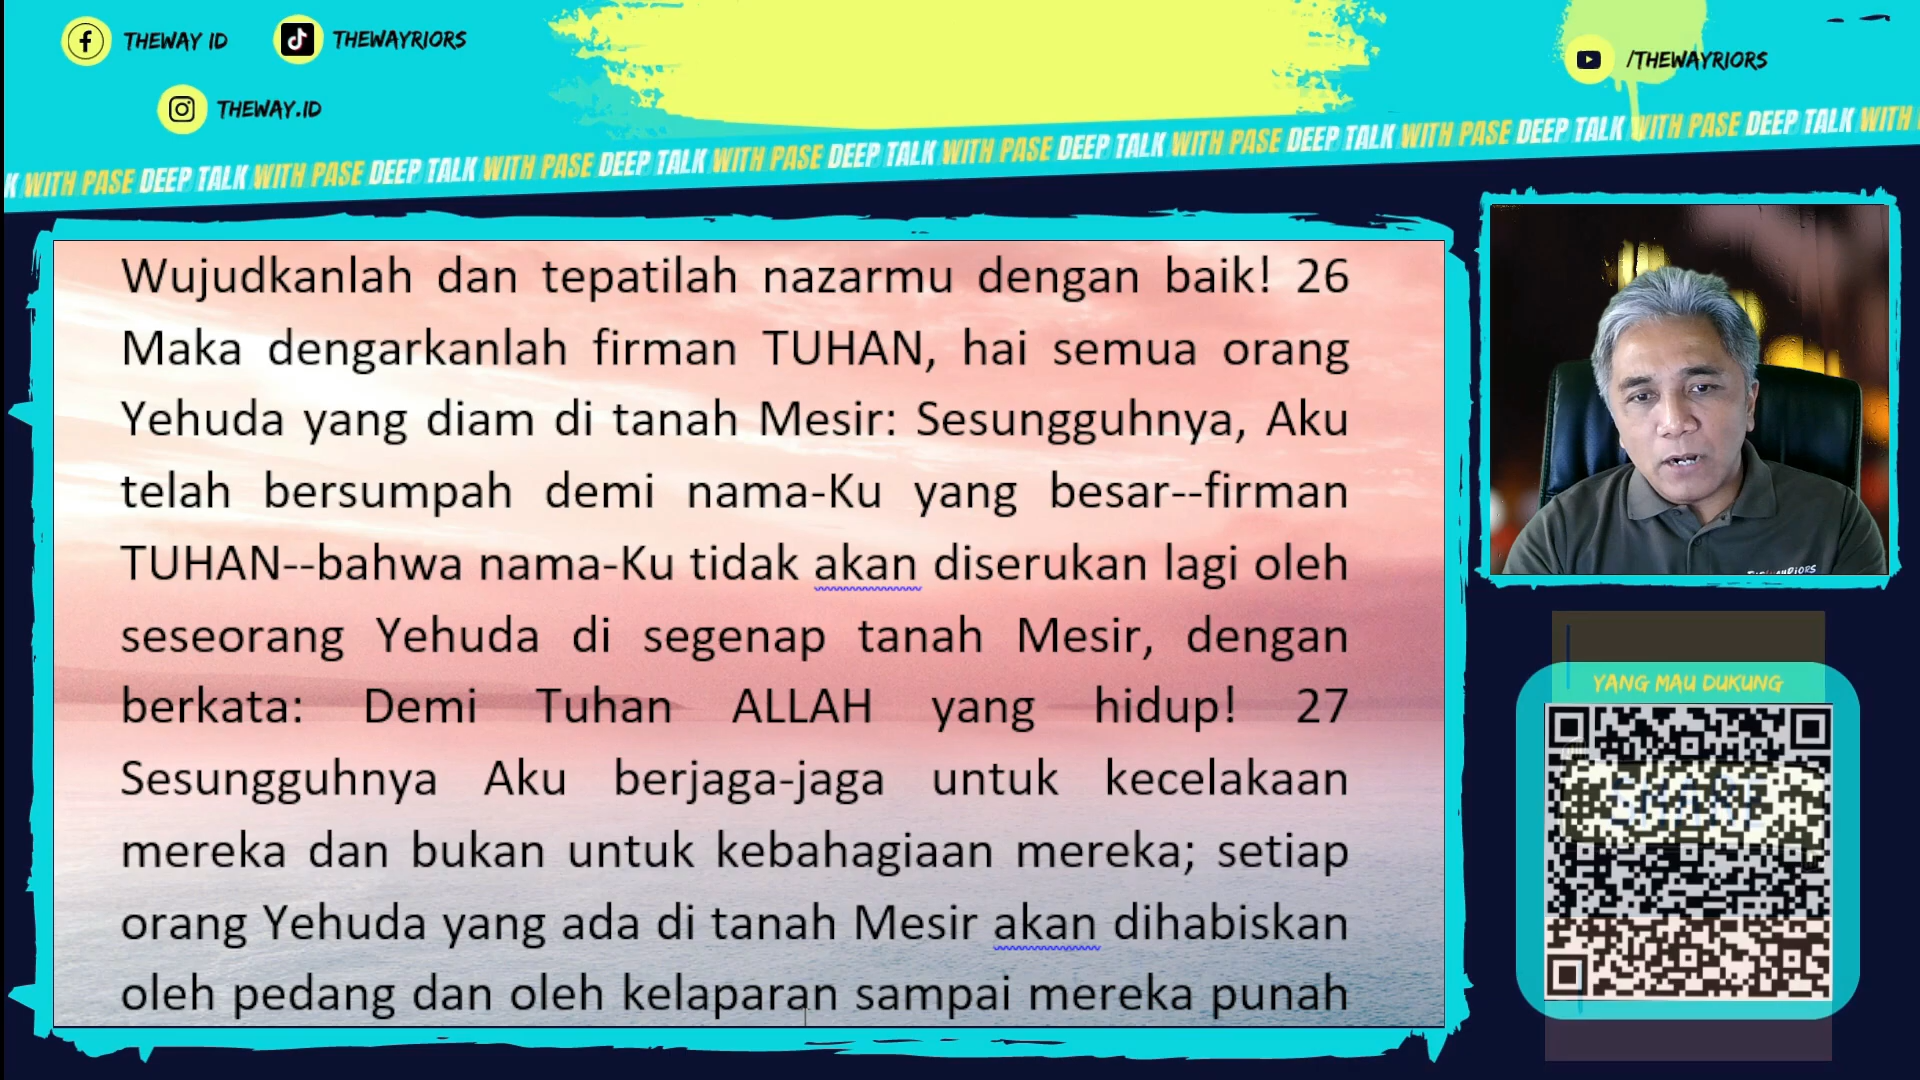 THEWAY ID
THEWAYRIORS
THEWAY.ID
/THEWAYRIORS
K WITH PASE DEEP TALK WITH PASE DEEP TALK WITH PASE DEEP TALK WITH PASE DEEP TALK WITH PASE DEEP TALK WITH PASE DEEP TALK WITH PASE DEEP TALK WITH PASE DEEP TALK WITH
Wujudkanlah dan tepatilah nazarmu dengan baik! 26
Maka dengarkanlah firman TUHAN, hai semua orang
Yehuda yang diam di tanah Mesir: Sesungguhnya, Aku
telah bersumpah demi nama-Ku yang besar--firman
TUHAN--bahwa nama-Ku tidak akan diserukan lagi oleh
seseorang Yehuda di segenap tanah Mesir, dengan
berkata: Demi Tuhan ALLAH yang hidup! 27
Sesungguhnya Aku berjaga-jaga untuk kecelakaan
mereka dan bukan untuk kebahagiaan mereka; setiap
orang Yehuda yang ada di tanah Mesir akan dihabiskan
oleh pedang dan oleh kelaparan sampai mereka punah
YANG MAU DUKUNG